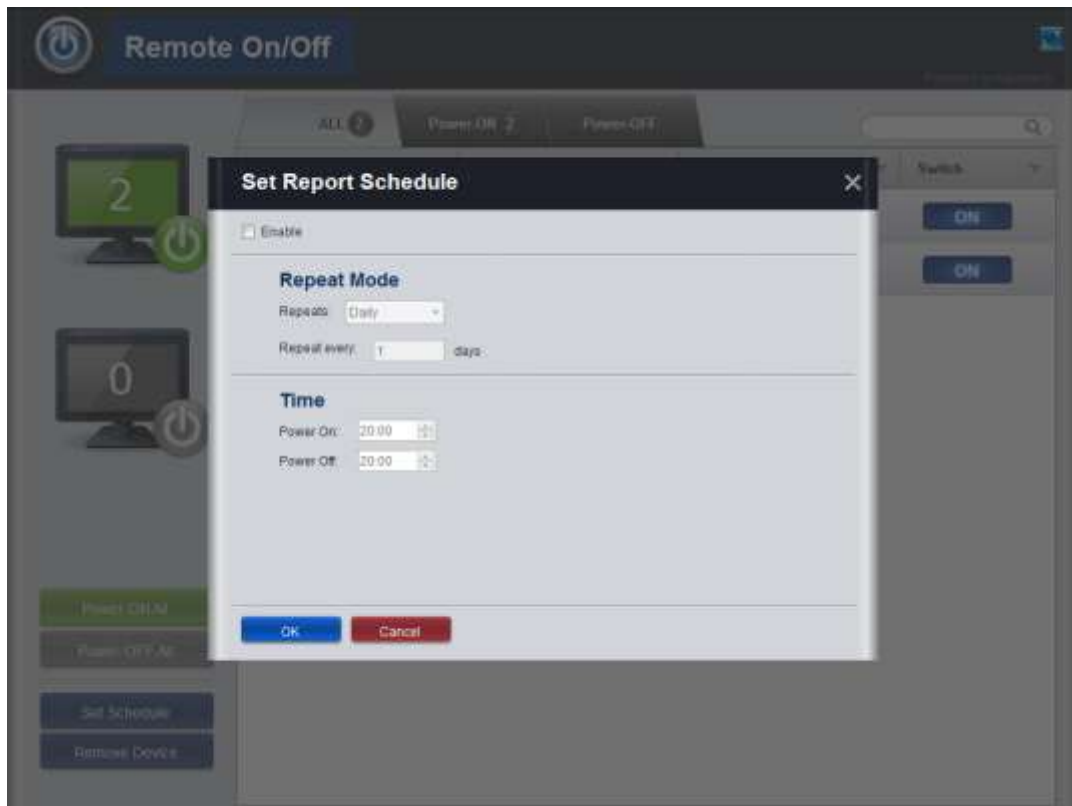 Remote On/Off
ALL 2
Power ON 2
Power OFF
2
Switch
Set Report Schedule
ON
Enable
ON
Repeat Mode
Repeats: Daily
Repeat every: 1 days
0
Time
Power On: 20:00
Power Off: 20:00
Power ON All
OK Cancel
Power OFF All
Set Schedule
Remove Device